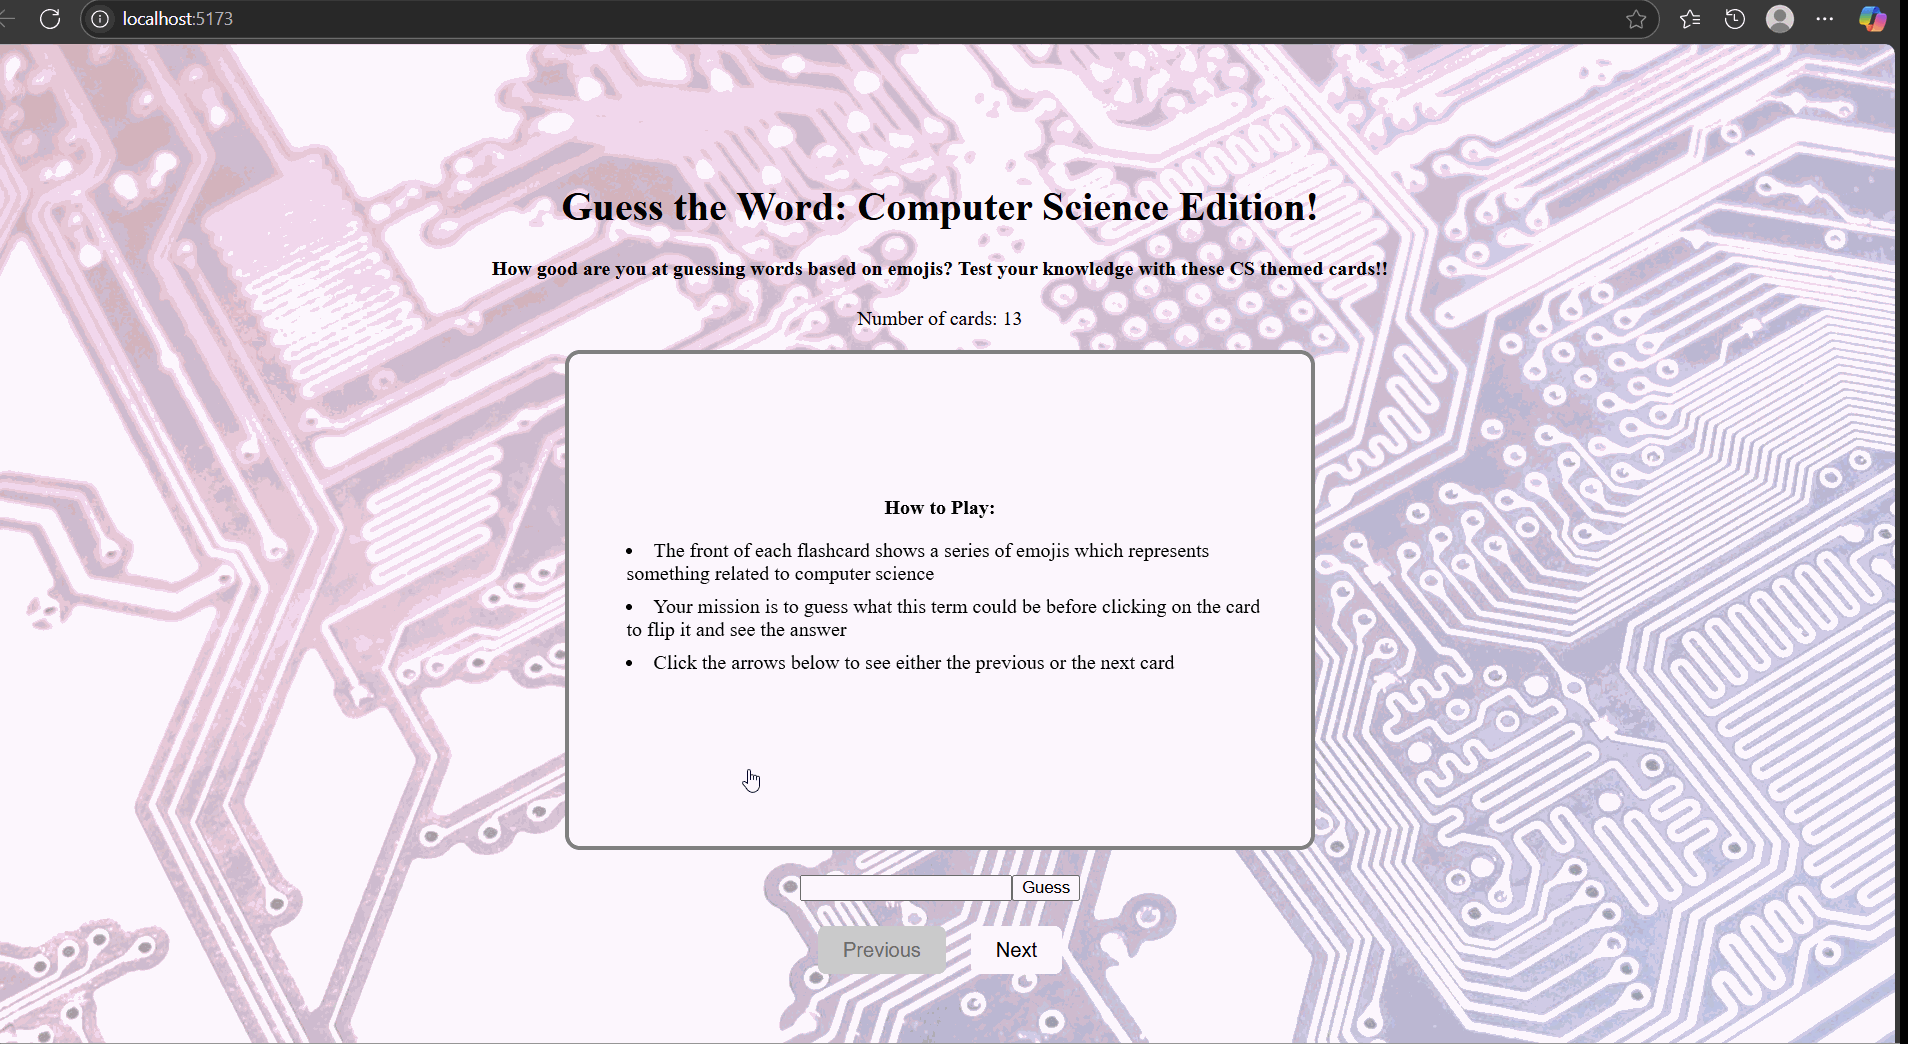 localhost:5173
Guess the Word: Computer Science Edition!
How good are you at guessing words based on emojis? Test your knowledge with these CS themed cards!!
Number of cards: 13
How to Play:
• The front of each flashcard shows a series of emojis which represents
something related to computer science
• Your mission is to guess what this term could be before clicking on the card
to flip it and see the answer
• Click the arrows below to see either the previous or the next card
Guess
Previous Next